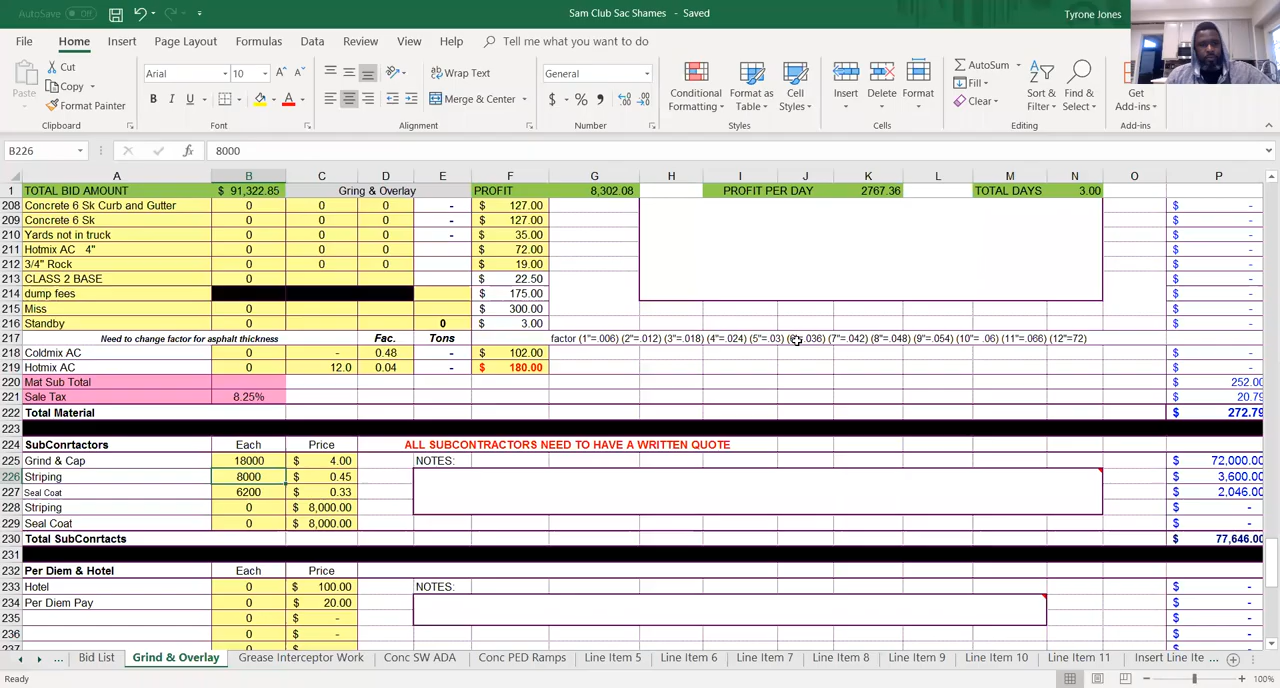 AutoSave Off Sam Club Sac Shames - Saved Tyrone Jones
File Home Insert Page Layout Formulas Data Review View Help Tell me what you want to do
Paste Cut Copy Format Painter Arial 10 A A Wrap Text General Conditional Formatting Format as Table Cell Styles Insert Delete Format AutoSum Fill Clear Sort & Filter Find & Select Get Add-ins
B I U A Merge & Center $ % ,
Clipboard Font Alignment Number Styles Cells Editing Add-ins
B226 fx 8000
A B C D E F G H I J K L M N O P
1 TOTAL BID AMOUNT $ 91,322.85 Gring & Overlay PROFIT 8,302.08 PROFIT PER DAY 2767.36 TOTAL DAYS 3.00
208 Concrete 6 Sk Curb and Gutter 0 0 0 - $ 127.00 $ -
209 Concrete 6 Sk 0 0 0 - $ 127.00 $ -
210 Yards not in truck 0 0 0 - $ 35.00 $ -
211 Hotmix AC 4" 0 0 0 $ 72.00 $ -
212 3/4" Rock 0 0 0 $ 19.00 $ -
213 CLASS 2 BASE 0 $ 22.50 $ -
214 dump fees $ 175.00 $ -
215 Miss 0 $ 300.00 $ -
216 Standby 0 0 $ 3.00 $ -
217 Need to change factor for asphalt thickness Fac. Tons factor (1"=.006) (2"=.012) (3"=.018) (4"=.024) (5"=.03) (6"=.036) (7"=.042) (8"=.048) (9"=.054) (10"= .06) (11"=.066) (12"=72)
218 Coldmix AC 0 - 0.48 - $ 102.00 $ -
219 Hotmix AC 0 12.0 0.04 - $ 180.00 $ -
220 Mat Sub Total 252.00
221 Sale Tax 8.25% 20.79
222 Total Material $ 272.79
223
224 SubConrtactors Each Price ALL SUBCONTRACTORS NEED TO HAVE A WRITTEN QUOTE
225 Grind & Cap 18000 $ 4.00 NOTES: $ 72,000.00
226 Striping 8000 $ 0.45 $ 3,600.00
227 Seal Coat 6200 $ 0.33 $ 2,046.00
228 Striping 0 $ 8,000.00 $ -
229 Seal Coat 0 $ 8,000.00 $ -
230 Total SubConrtacts $ 77,646.00
231
232 Per Diem & Hotel Each Price
233 Hotel 0 $ 100.00 NOTES: $ -
234 Per Diem Pay 0 $ 20.00 $ -
235 0 $ - $ -
236 0 $ - $ -
... Bid List Grind & Overlay Grease Interceptor Work Conc SW ADA Conc PED Ramps Line Item 5 Line Item 6 Line Item 7 Line Item 8 Line Item 9 Line Item 10 Line Item 11 Insert Line Ite ...
Ready 100%